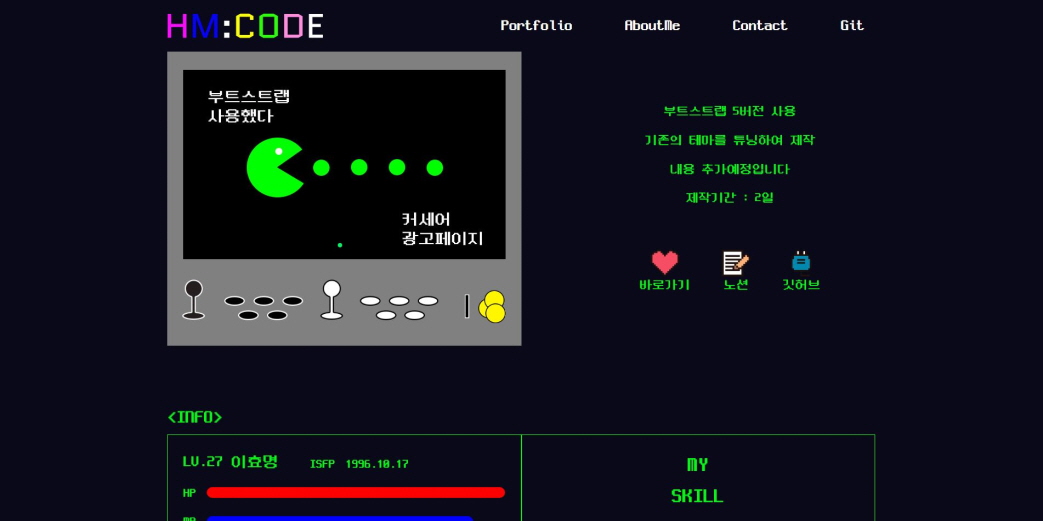 HM:CODE
Portfolio
AboutMe
Contact
Git
부트스트랩
사용했다
커세어
광고페이지
부트스트랩 5버전 사용
기존의 테마를 튜닝하여 제작
내용 추가예정입니다
제작기간 : 2일
바로가기
노션
깃허브
<INFO>
LV.27 이효명
ISFP 1996.10.17
HP
MP
MY
SKILL